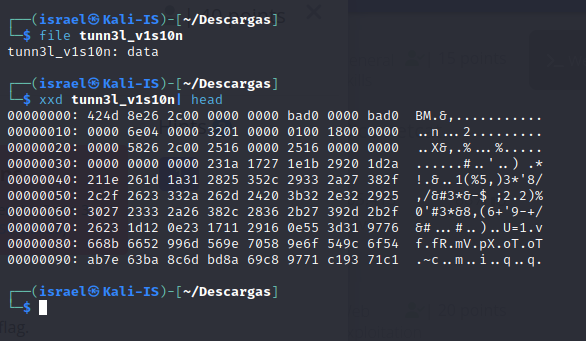 ┌──(israel㉿Kali-IS)-[~/Descargas]
└─$ file tunn3l_v1s10n
tunn3l_v1s10n: data
┌──(israel㉿Kali-IS)-[~/Descargas]
└─$ xxd tunn3l_v1s10n| head
00000000: 424d 8e26 2c00 0000 0000 bad0 0000 bad0  BM.&,...........
00000010: 0000 6e04 0000 3201 0000 0100 1800 0000  ..n...2.........
00000020: 0000 5826 2c00 2516 0000 2516 0000 0000  ..X&,.%...%.....
00000030: 0000 0000 0000 231a 1727 1e1b 2920 1d2a  ......#..'..) .*
00000040: 211e 261d 1a31 2825 352c 2933 2a27 382f  !.&..1(%5,)3*'8/
00000050: 2c2f 2623 332a 262d 2420 3b32 2e32 2925  ,/&#3*&-$ ;2.2)%
00000060: 3027 2333 2a26 382c 2836 2b27 392d 2b2f  0'#3*&8,(6+'9-+/
00000070: 2623 1d12 0e23 1711 2916 0e55 3d31 9776  &#...#..)..U=1.v
00000080: 668b 6652 996d 569e 7058 9e6f 549c 6f54  f.fR.mV.pX.oT.oT
00000090: ab7e 63ba 8c6d bd8a 69c8 9771 c193 71c1  .~c..m..i..q..q.
┌──(israel㉿Kali-IS)-[~/Descargas]
└─$
flag.